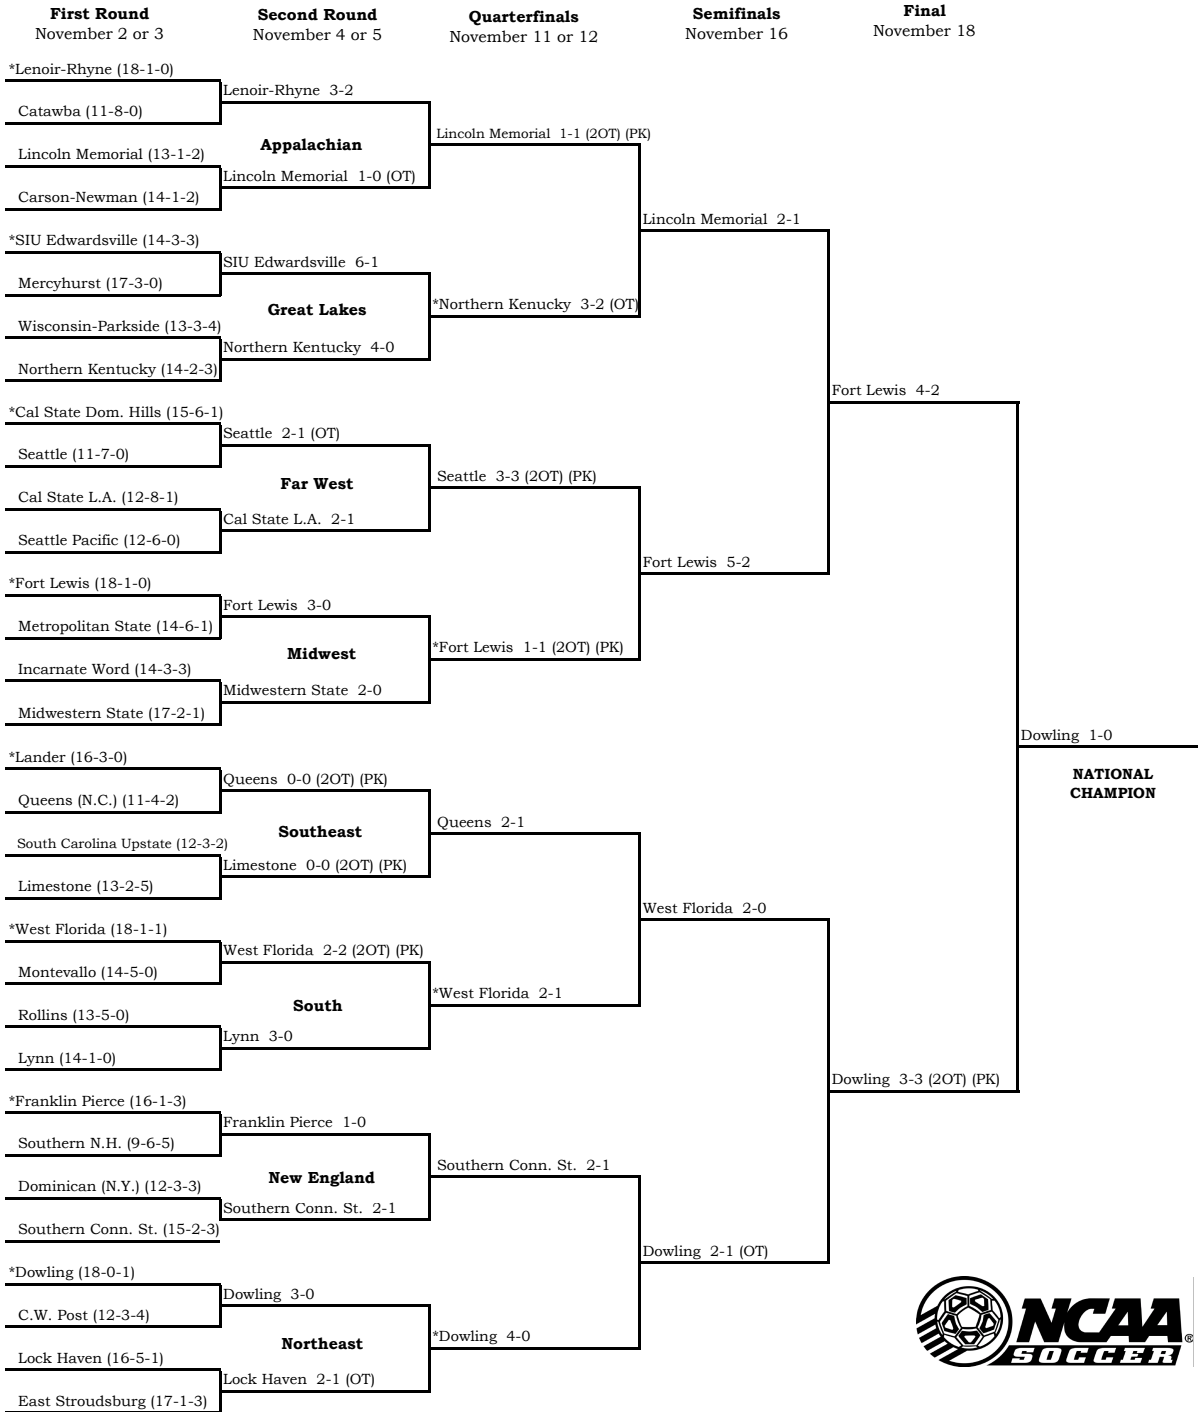 First Round
November 2 or 3
Second Round
November 4 or 5
Quarterfinals
November 11 or 12
Semifinals
November 16
Final
November 18
*Lenoir-Rhyne (18-1-0)
Lenoir-Rhyne 3-2
Catawba (11-8-0)
Lincoln Memorial 1-1 (2OT) (PK)
Appalachian
Lincoln Memorial (13-1-2)
Lincoln Memorial 1-0 (OT)
Carson-Newman (14-1-2)
Lincoln Memorial 2-1
*SIU Edwardsville (14-3-3)
SIU Edwardsville 6-1
Mercyhurst (17-3-0)
*Northern Kenucky 3-2 (OT)
Great Lakes
Wisconsin-Parkside (13-3-4)
Northern Kentucky 4-0
Northern Kentucky (14-2-3)
Fort Lewis 4-2
*Cal State Dom. Hills (15-6-1)
Seattle 2-1 (OT)
Seattle (11-7-0)
Seattle 3-3 (2OT) (PK)
Far West
Cal State L.A. (12-8-1)
Cal State L.A. 2-1
Seattle Pacific (12-6-0)
Fort Lewis 5-2
*Fort Lewis (18-1-0)
Fort Lewis 3-0
Metropolitan State (14-6-1)
*Fort Lewis 1-1 (2OT) (PK)
Midwest
Incarnate Word (14-3-3)
Midwestern State 2-0
Midwestern State (17-2-1)
Dowling 1-0
NATIONAL
CHAMPION
*Lander (16-3-0)
Queens 0-0 (2OT) (PK)
Queens (N.C.) (11-4-2)
Queens 2-1
Southeast
South Carolina Upstate (12-3-2)
Limestone 0-0 (2OT) (PK)
Limestone (13-2-5)
West Florida 2-0
*West Florida (18-1-1)
West Florida 2-2 (2OT) (PK)
Montevallo (14-5-0)
*West Florida 2-1
South
Rollins (13-5-0)
Lynn 3-0
Lynn (14-1-0)
Dowling 3-3 (2OT) (PK)
*Franklin Pierce (16-1-3)
Franklin Pierce 1-0
Southern N.H. (9-6-5)
Southern Conn. St. 2-1
New England
Dominican (N.Y.) (12-3-3)
Southern Conn. St. 2-1
Southern Conn. St. (15-2-3)
Dowling 2-1 (OT)
*Dowling (18-0-1)
Dowling 3-0
C.W. Post (12-3-4)
*Dowling 4-0
Northeast
Lock Haven (16-5-1)
Lock Haven 2-1 (OT)
East Stroudsburg (17-1-3)
NCAA®
SOCCER